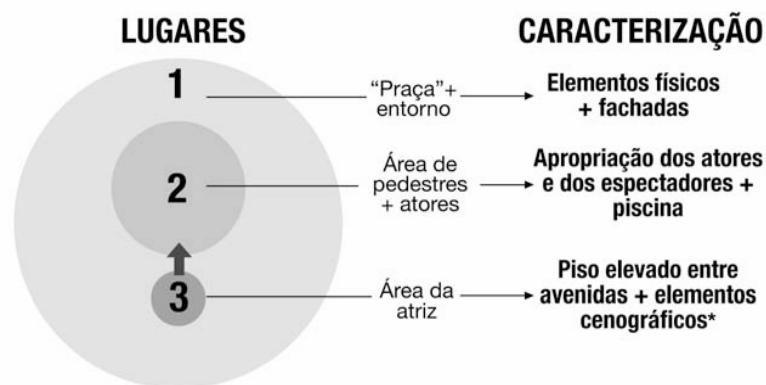 LUGARES
CARACTERIZAÇÃO
1
“Praça”+
entorno
Elementos físicos
+ fachadas
2
Área de
pedestres
+ atores
Apropriação dos atores
e dos espectadores +
piscina
3
Área da
atriz
Piso elevado entre
avenidas + elementos
cenográficos*